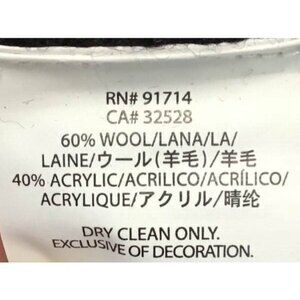 RN# 91714
CA# 32528
60% WOOL/LANA/LA/
LAINE/ウール(羊毛)/羊毛
40% ACRYLIC/ACRILICO/ACRÍLICO/
ACRYLIQUE/アクリル/晴纶
DRY CLEAN ONLY.
EXCLUSIVE OF DECORATION.